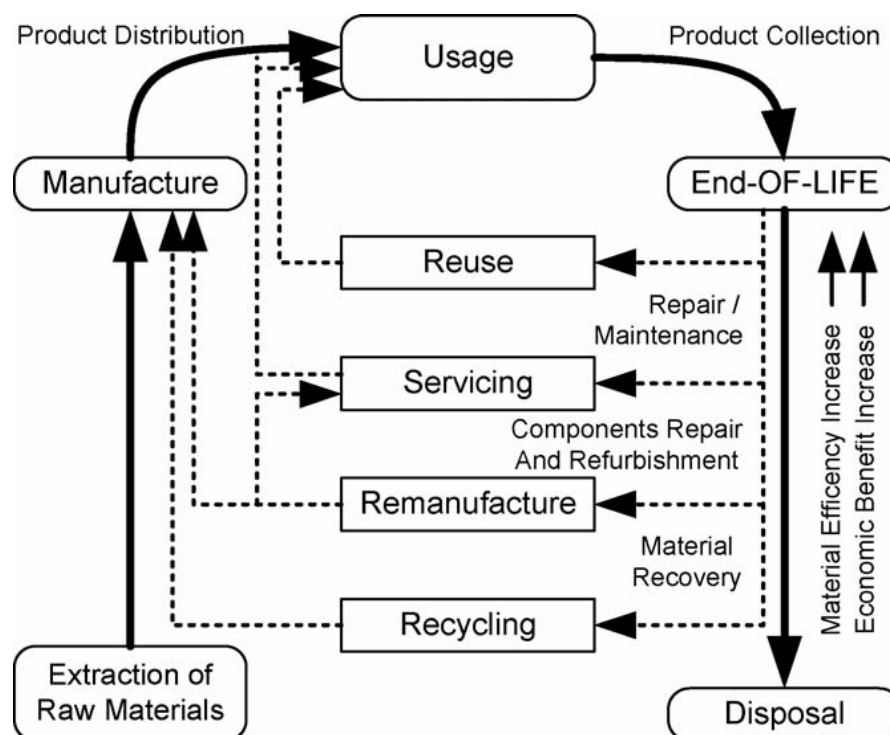 Product Distribution
Usage
Product Collection
Manufacture
End-OF-LIFE
Reuse
Repair /
Maintenance
Servicing
Components Repair
And Refurbishment
Remanufacture
Material
Recovery
Recycling
Material Efficency Increase
Economic Benefit Increase
Extraction of
Raw Materials
Disposal